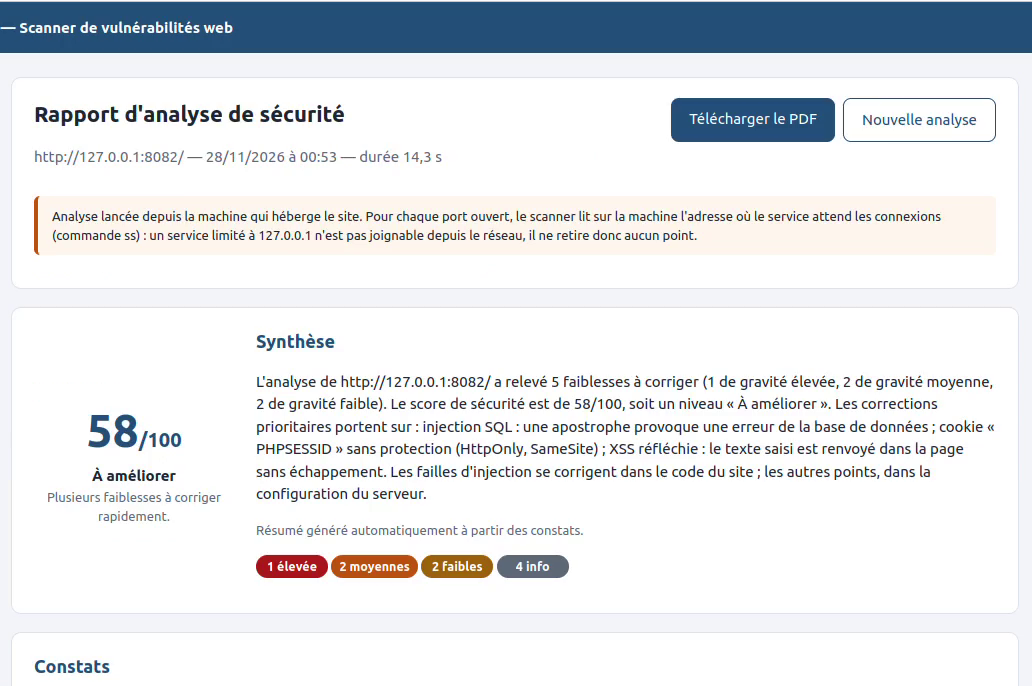 — Scanner de vulnérabilités web
Rapport d'analyse de sécurité
Télécharger le PDF
Nouvelle analyse
http://127.0.0.1:8082/ — 28/11/2026 à 00:53 — durée 14,3 s
Analyse lancée depuis la machine qui héberge le site. Pour chaque port ouvert, le scanner lit sur la machine l'adresse où le service attend les connexions
(commande ss) : un service limité à 127.0.0.1 n'est pas joignable depuis le réseau, il ne retire donc aucun point.
58/100
À améliorer
Plusieurs faiblesses à corriger
rapidement.
Synthèse
L'analyse de http://127.0.0.1:8082/ a relevé 5 faiblesses à corriger (1 de gravité élevée, 2 de gravité moyenne,
2 de gravité faible). Le score de sécurité est de 58/100, soit un niveau « À améliorer ». Les corrections
prioritaires portent sur : injection SQL : une apostrophe provoque une erreur de la base de données ; cookie «
PHPSESSID » sans protection (HttpOnly, SameSite) ; XSS réfléchie : le texte saisi est renvoyé dans la page
sans échappement. Les failles d'injection se corrigent dans le code du site ; les autres points, dans la
configuration du serveur.
Résumé généré automatiquement à partir des constats.
1 élevée
2 moyennes
2 faibles
4 info
Constats